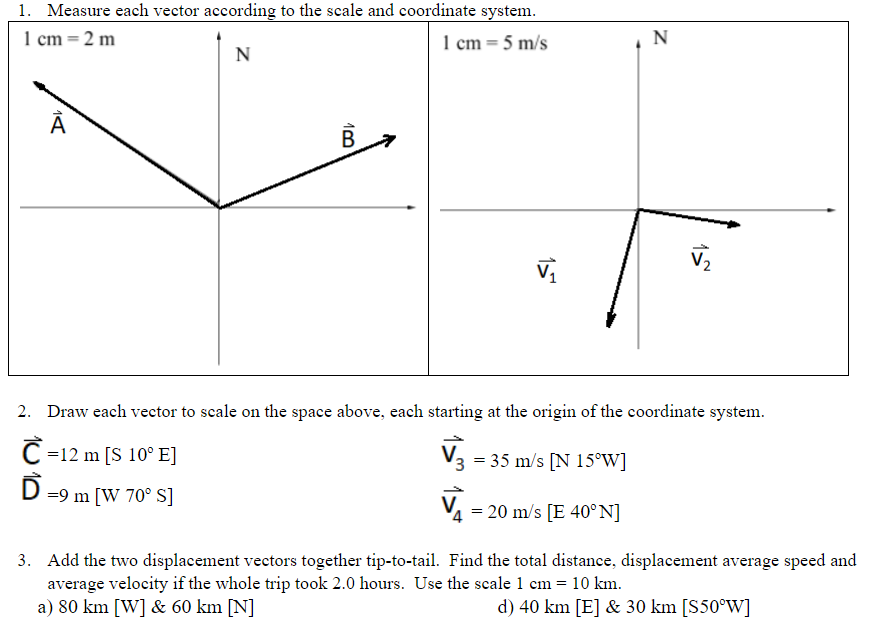 1. Measure each vector according to the scale and coordinate system.
1 cm = 2 m
N
A⃗
B⃗
1 cm = 5 m/s
N
V⃗₁
V⃗₂
2. Draw each vector to scale on the space above, each starting at the origin of the coordinate system.
C⃗ =12 m [S 10° E]
D⃗ =9 m [W 70° S]
V⃗₃ = 35 m/s [N 15°W]
V⃗₄ = 20 m/s [E 40°N]
3. Add the two displacement vectors together tip-to-tail. Find the total distance, displacement average speed and
average velocity if the whole trip took 2.0 hours. Use the scale 1 cm = 10 km.
a) 80 km [W] & 60 km [N]
d) 40 km [E] & 30 km [S50°W]